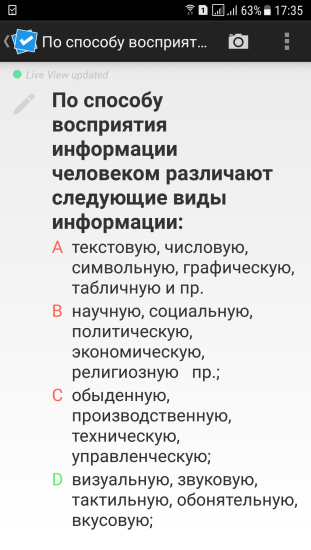 1 63% 17:35
По способу восприят...
Live View updated
По способу
восприятия
информации
человеком различают
следующие виды
информации:
A текстовую, числовую,
символьную, графическую,
табличную и пр.
B научную, социальную,
политическую,
экономическую,
религиозную пр.;
C обыденную,
производственную,
техническую,
управленческую;
D визуальную, звуковую,
тактильную, обонятельную,
вкусовую;